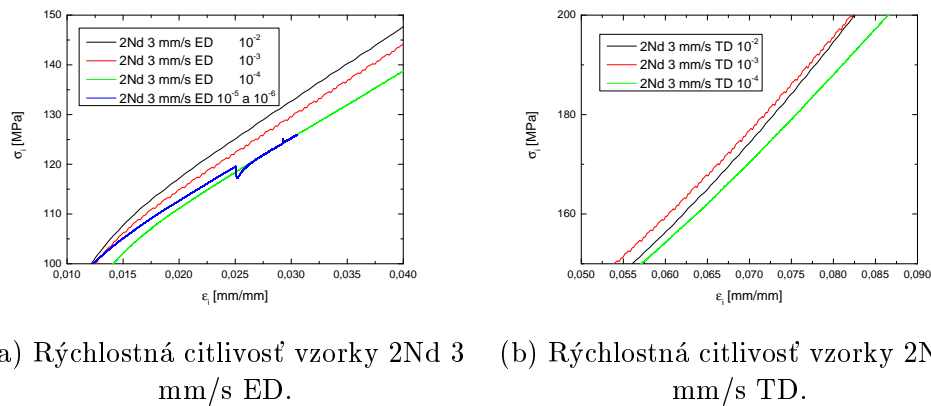 150
140
130
120
110
100
σi [MPa]
2Nd 3 mm/s ED 10-2
2Nd 3 mm/s ED 10-3
2Nd 3 mm/s ED 10-4
2Nd 3 mm/s ED 10-5 a 10-6
0,010 0,015 0,020 0,025 0,030 0,035 0,040
εi [mm/mm]
200
180
160
σi [MPa]
2Nd 3 mm/s TD 10-2
2Nd 3 mm/s TD 10-3
2Nd 3 mm/s TD 10-4
0,050 0,055 0,060 0,065 0,070 0,075 0,080 0,085 0,090
εi [mm/mm]
a) Rýchlostná citlivosť vzorky 2Nd 3
mm/s ED.
(b) Rýchlostná citlivosť vzorky 2N
mm/s TD.